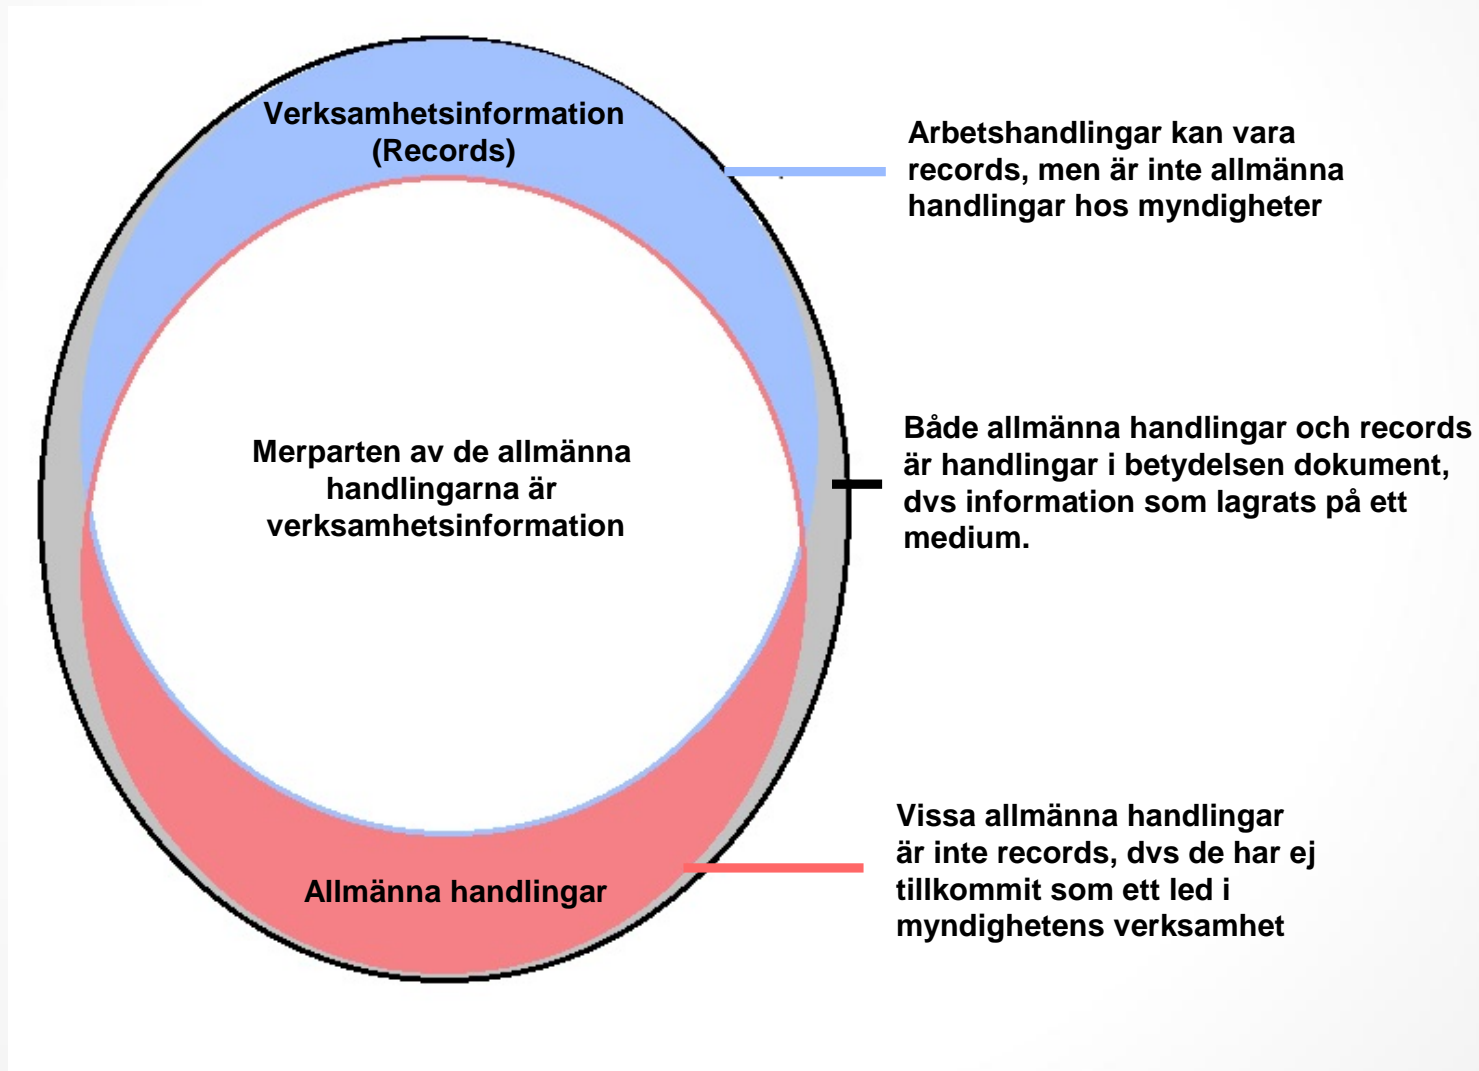 Verksamhetsinformation
(Records)
Arbetshandlingar kan vara
records, men är inte allmänna
handlingar hos myndigheter
Merparten av de allmänna
handlingarna är
verksamhetsinformation
Både allmänna handlingar och records
är handlingar i betydelsen dokument,
dvs information som lagrats på ett
medium.
Vissa allmänna handlingar
är inte records, dvs de har ej
tillkommit som ett led i
myndighetens verksamhet
Allmänna handlingar